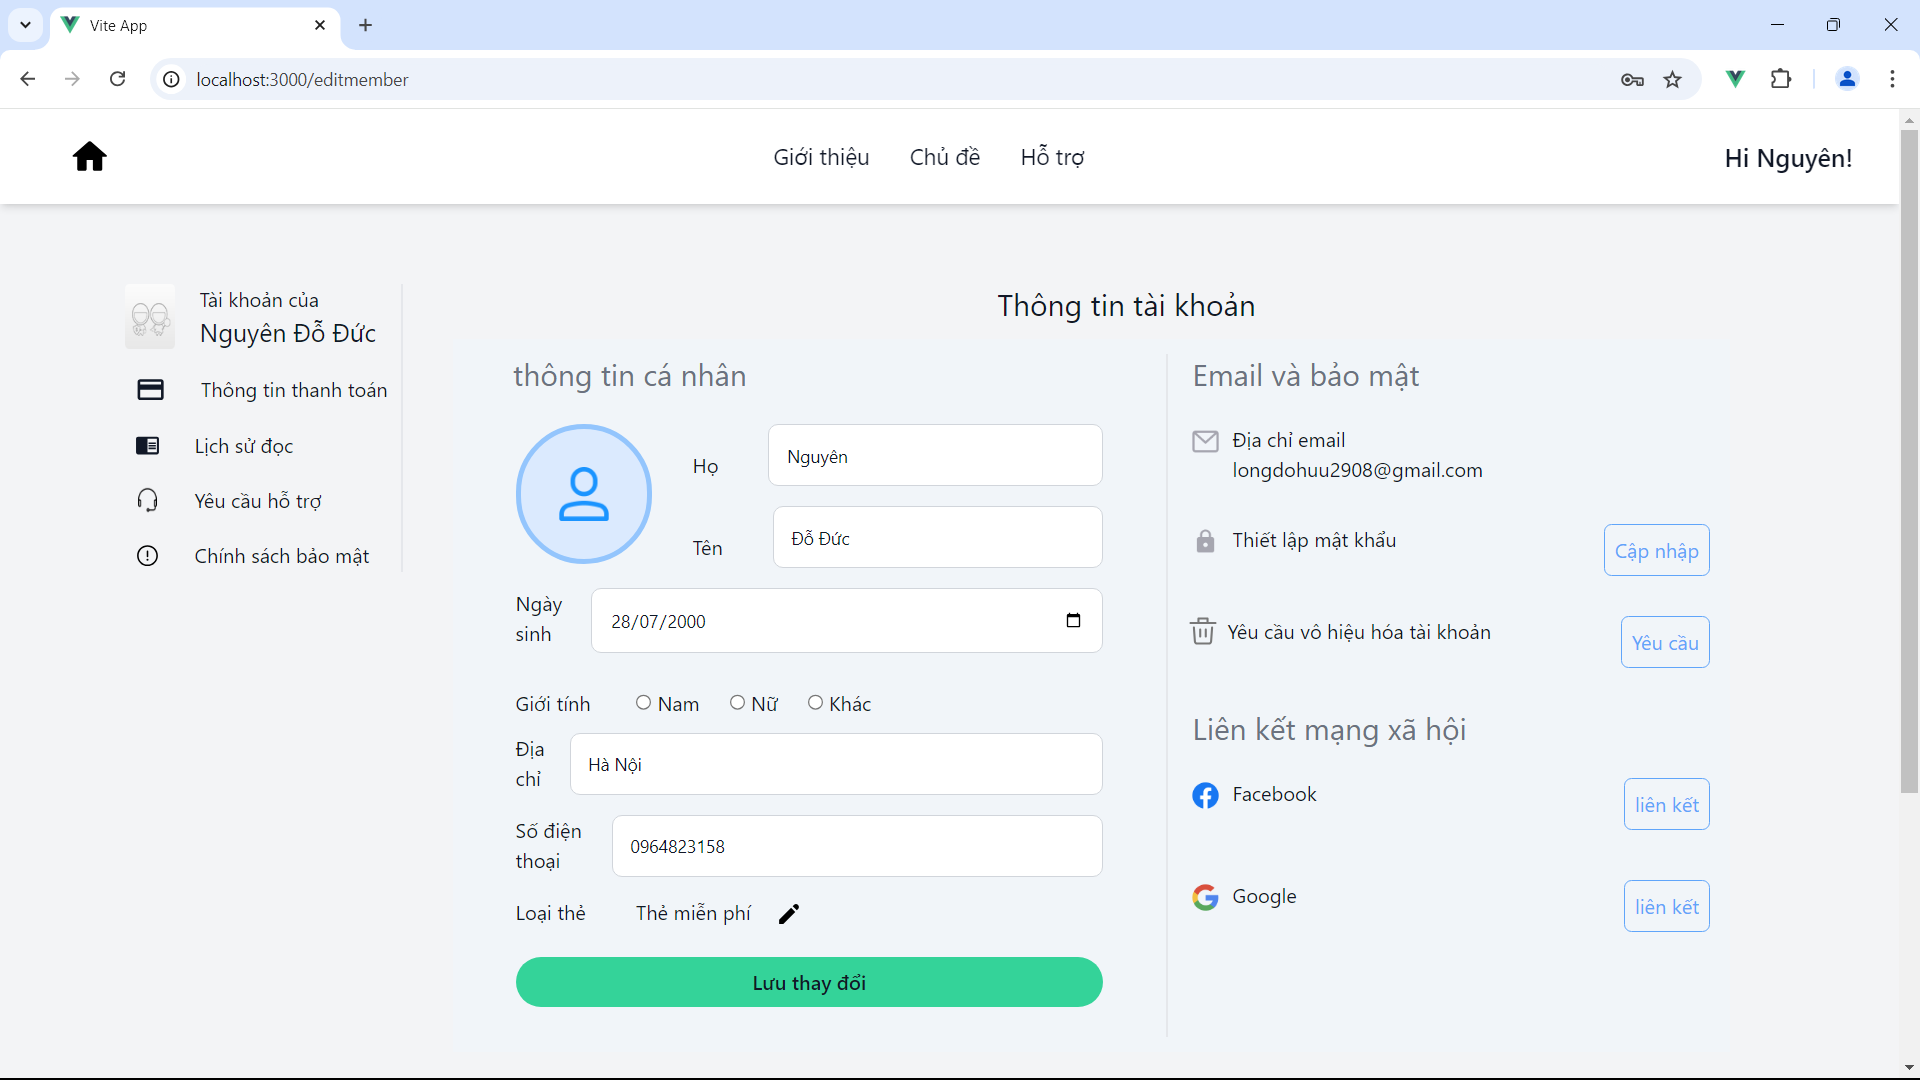 Vite App
localhost:3000/editmember
Giới thiệu Chủ đề Hỗ trợ
Hi Nguyên!
Tài khoản của
Nguyên Đỗ Đức
Thông tin thanh toán
Lịch sử đọc
Yêu cầu hỗ trợ
Chính sách bảo mật
Thông tin tài khoản
thông tin cá nhân
Họ
Nguyên
Tên
Đỗ Đức
Ngày
sinh
28/07/2000
Giới tính
Nam
Nữ
Khác
Địa
chỉ
Hà Nội
Số điện
thoại
0964823158
Loại thẻ
Thẻ miễn phí
Lưu thay đổi
Email và bảo mật
Địa chỉ email
longdohuu2908@gmail.com
Thiết lập mật khẩu
Cập nhập
Yêu cầu vô hiệu hóa tài khoản
Yêu cầu
Liên kết mạng xã hội
Facebook
liên kết
Google
liên kết